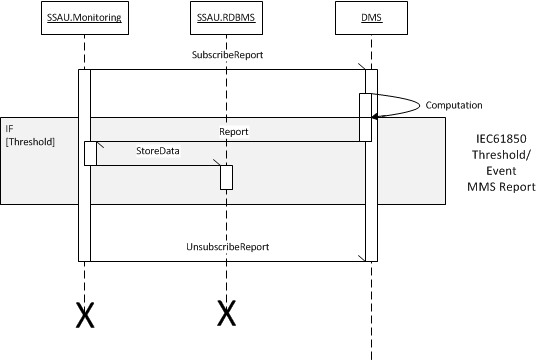 SSAU.Monitoring
SSAU.RDBMS
DMS
SubscribeReport
Computation
IF
[Threshold]
Report
StoreData
IEC61850
Threshold/
Event
MMS Report
UnsubscribeReport
X
X